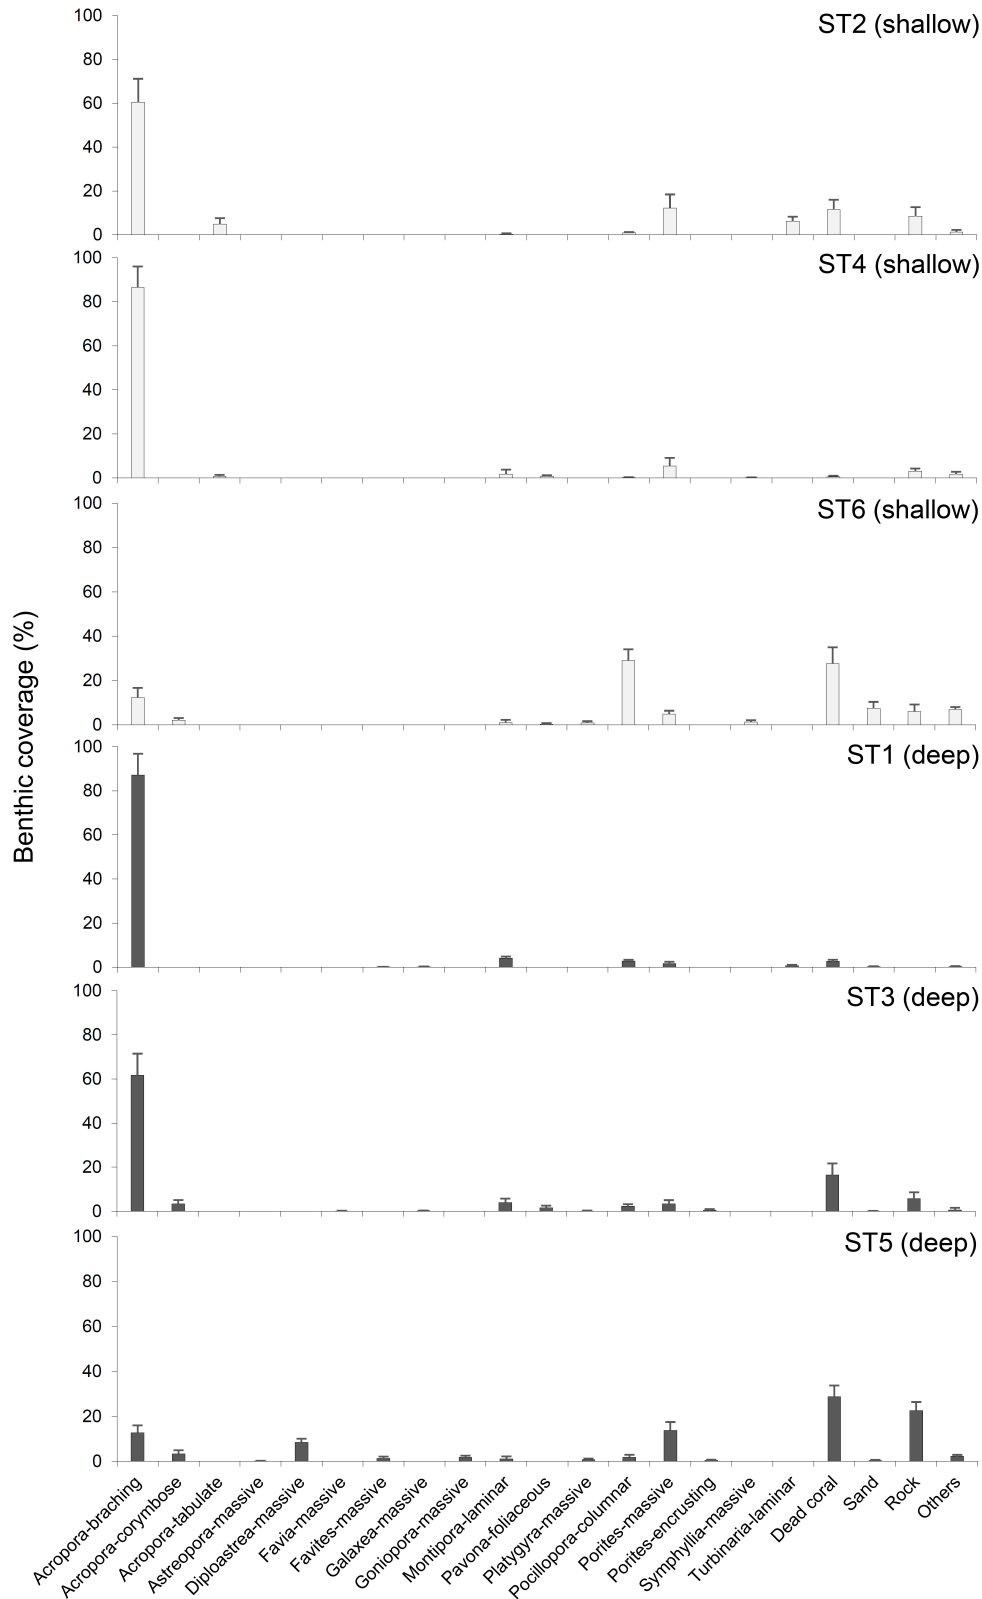 Benthic coverage (%)
ST2 (shallow)
100
80
60
40
20
0
ST4 (shallow)
100
80
60
40
20
0
ST6 (shallow)
100
80
60
40
20
0
ST1 (deep)
100
80
60
40
20
0
ST3 (deep)
100
80
60
40
20
0
ST5 (deep)
100
80
60
40
20
0
Acropora-braching
Acropora-corymbose
Acropora-tabulate
Astreopora-massive
Diploastrea-massive
Favia-massive
Favites-massive
Galaxea-massive
Goniopora-massive
Montipora-laminar
Pavona-foliaceous
Platygyra-massive
Pocillopora-columnar
Porites-massive
Porites-encrusting
Symphyllia-massive
Turbinaria-laminar
Dead coral
Sand
Rock
Others